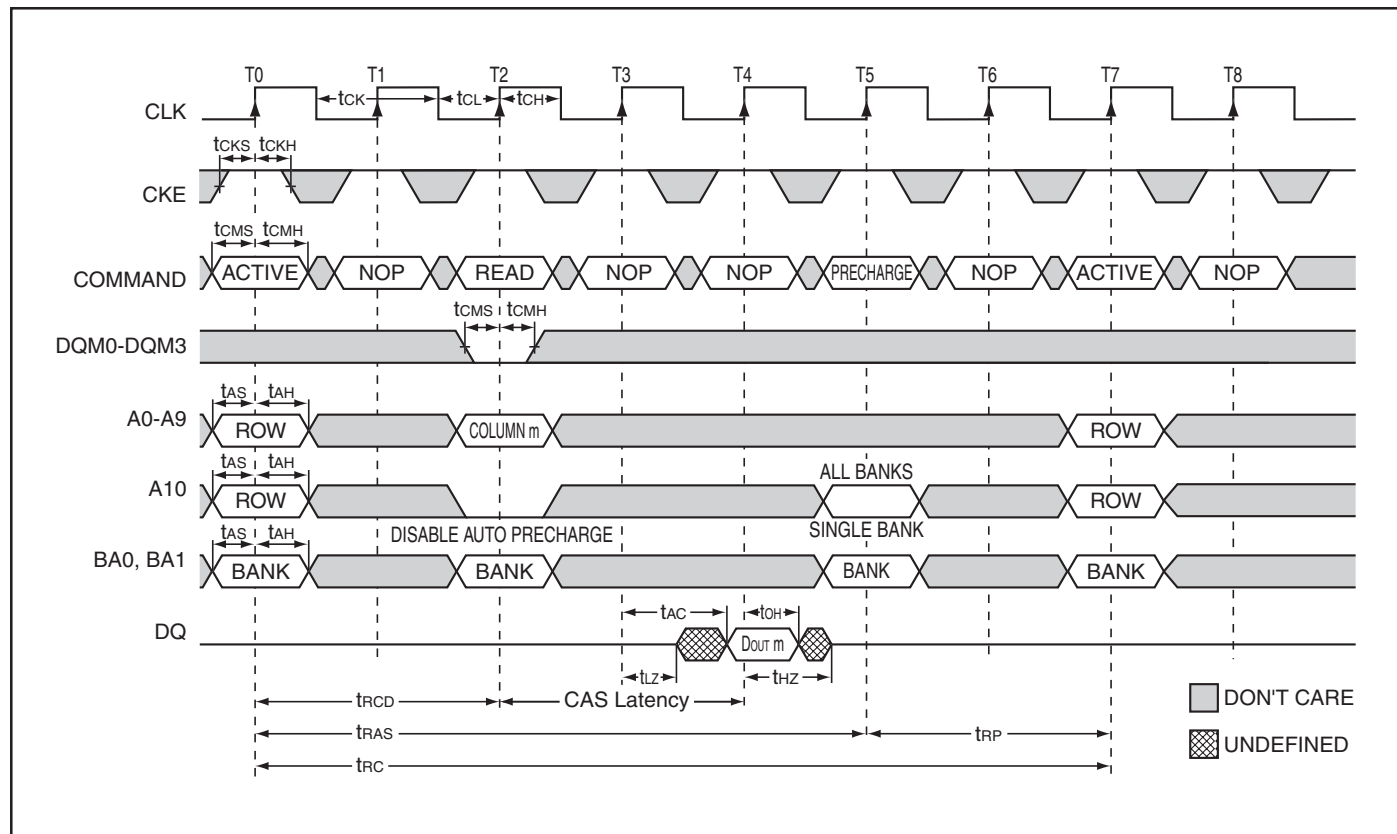 T0 T1 T2 T3 T4 T5 T6 T7 T8
tCK tCL tCH
CLK
tCKS tCKH
CKE
tCMS tCMH
COMMAND ACTIVE NOP READ NOP NOP PRECHARGE NOP ACTIVE NOP
tCMS tCMH
DQM0-DQM3
tAS tAH
A0-A9 ROW COLUMN m ROW
tAS tAH ALL BANKS
A10 ROW ROW
DISABLE AUTO PRECHARGE SINGLE BANK
tAS tAH
BA0, BA1 BANK BANK BANK BANK
tAC tOH
DQ DOUT m
tLZ tHZ
tRCD CAS Latency
DON'T CARE
tRAS tRP
UNDEFINED
tRC